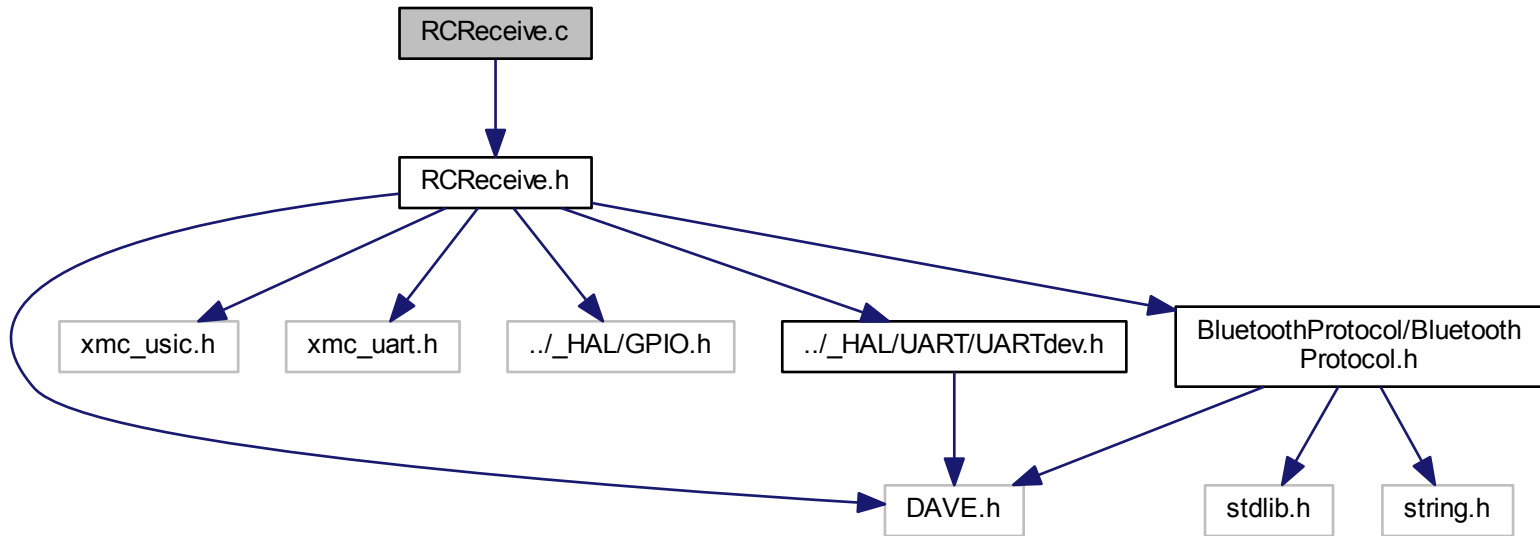 RCReceive.c
RCReceive.h
xmc_usic.h
xmc_uart.h
../_HAL/GPIO.h
../_HAL/UART/UARTdev.h
BluetoothProtocol/Bluetooth
Protocol.h
DAVE.h
stdlib.h
string.h